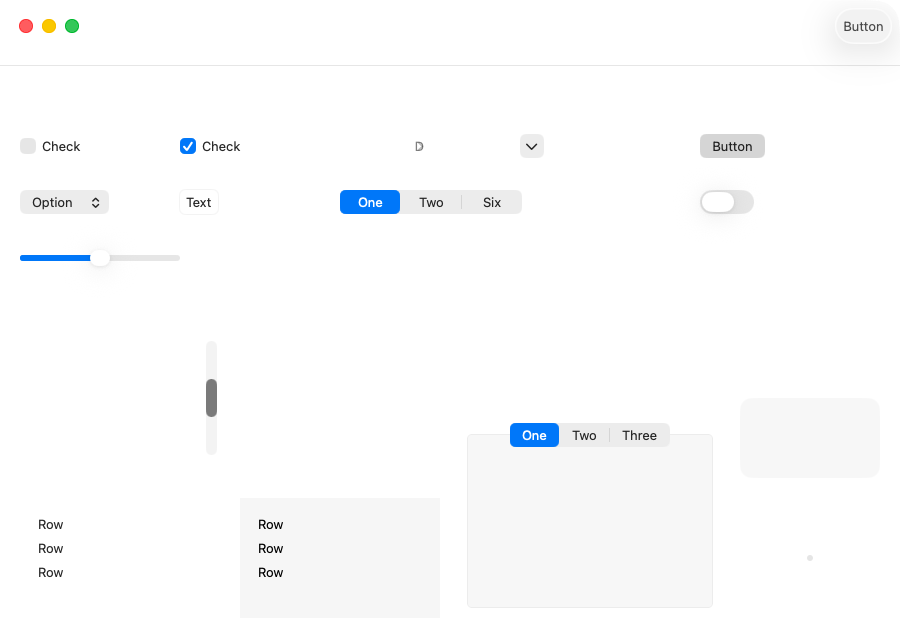 Button
Check
Check
Button
Option
Text
One
Two
Six
One
Two
Three
Row
Row
Row
Row
Row
Row